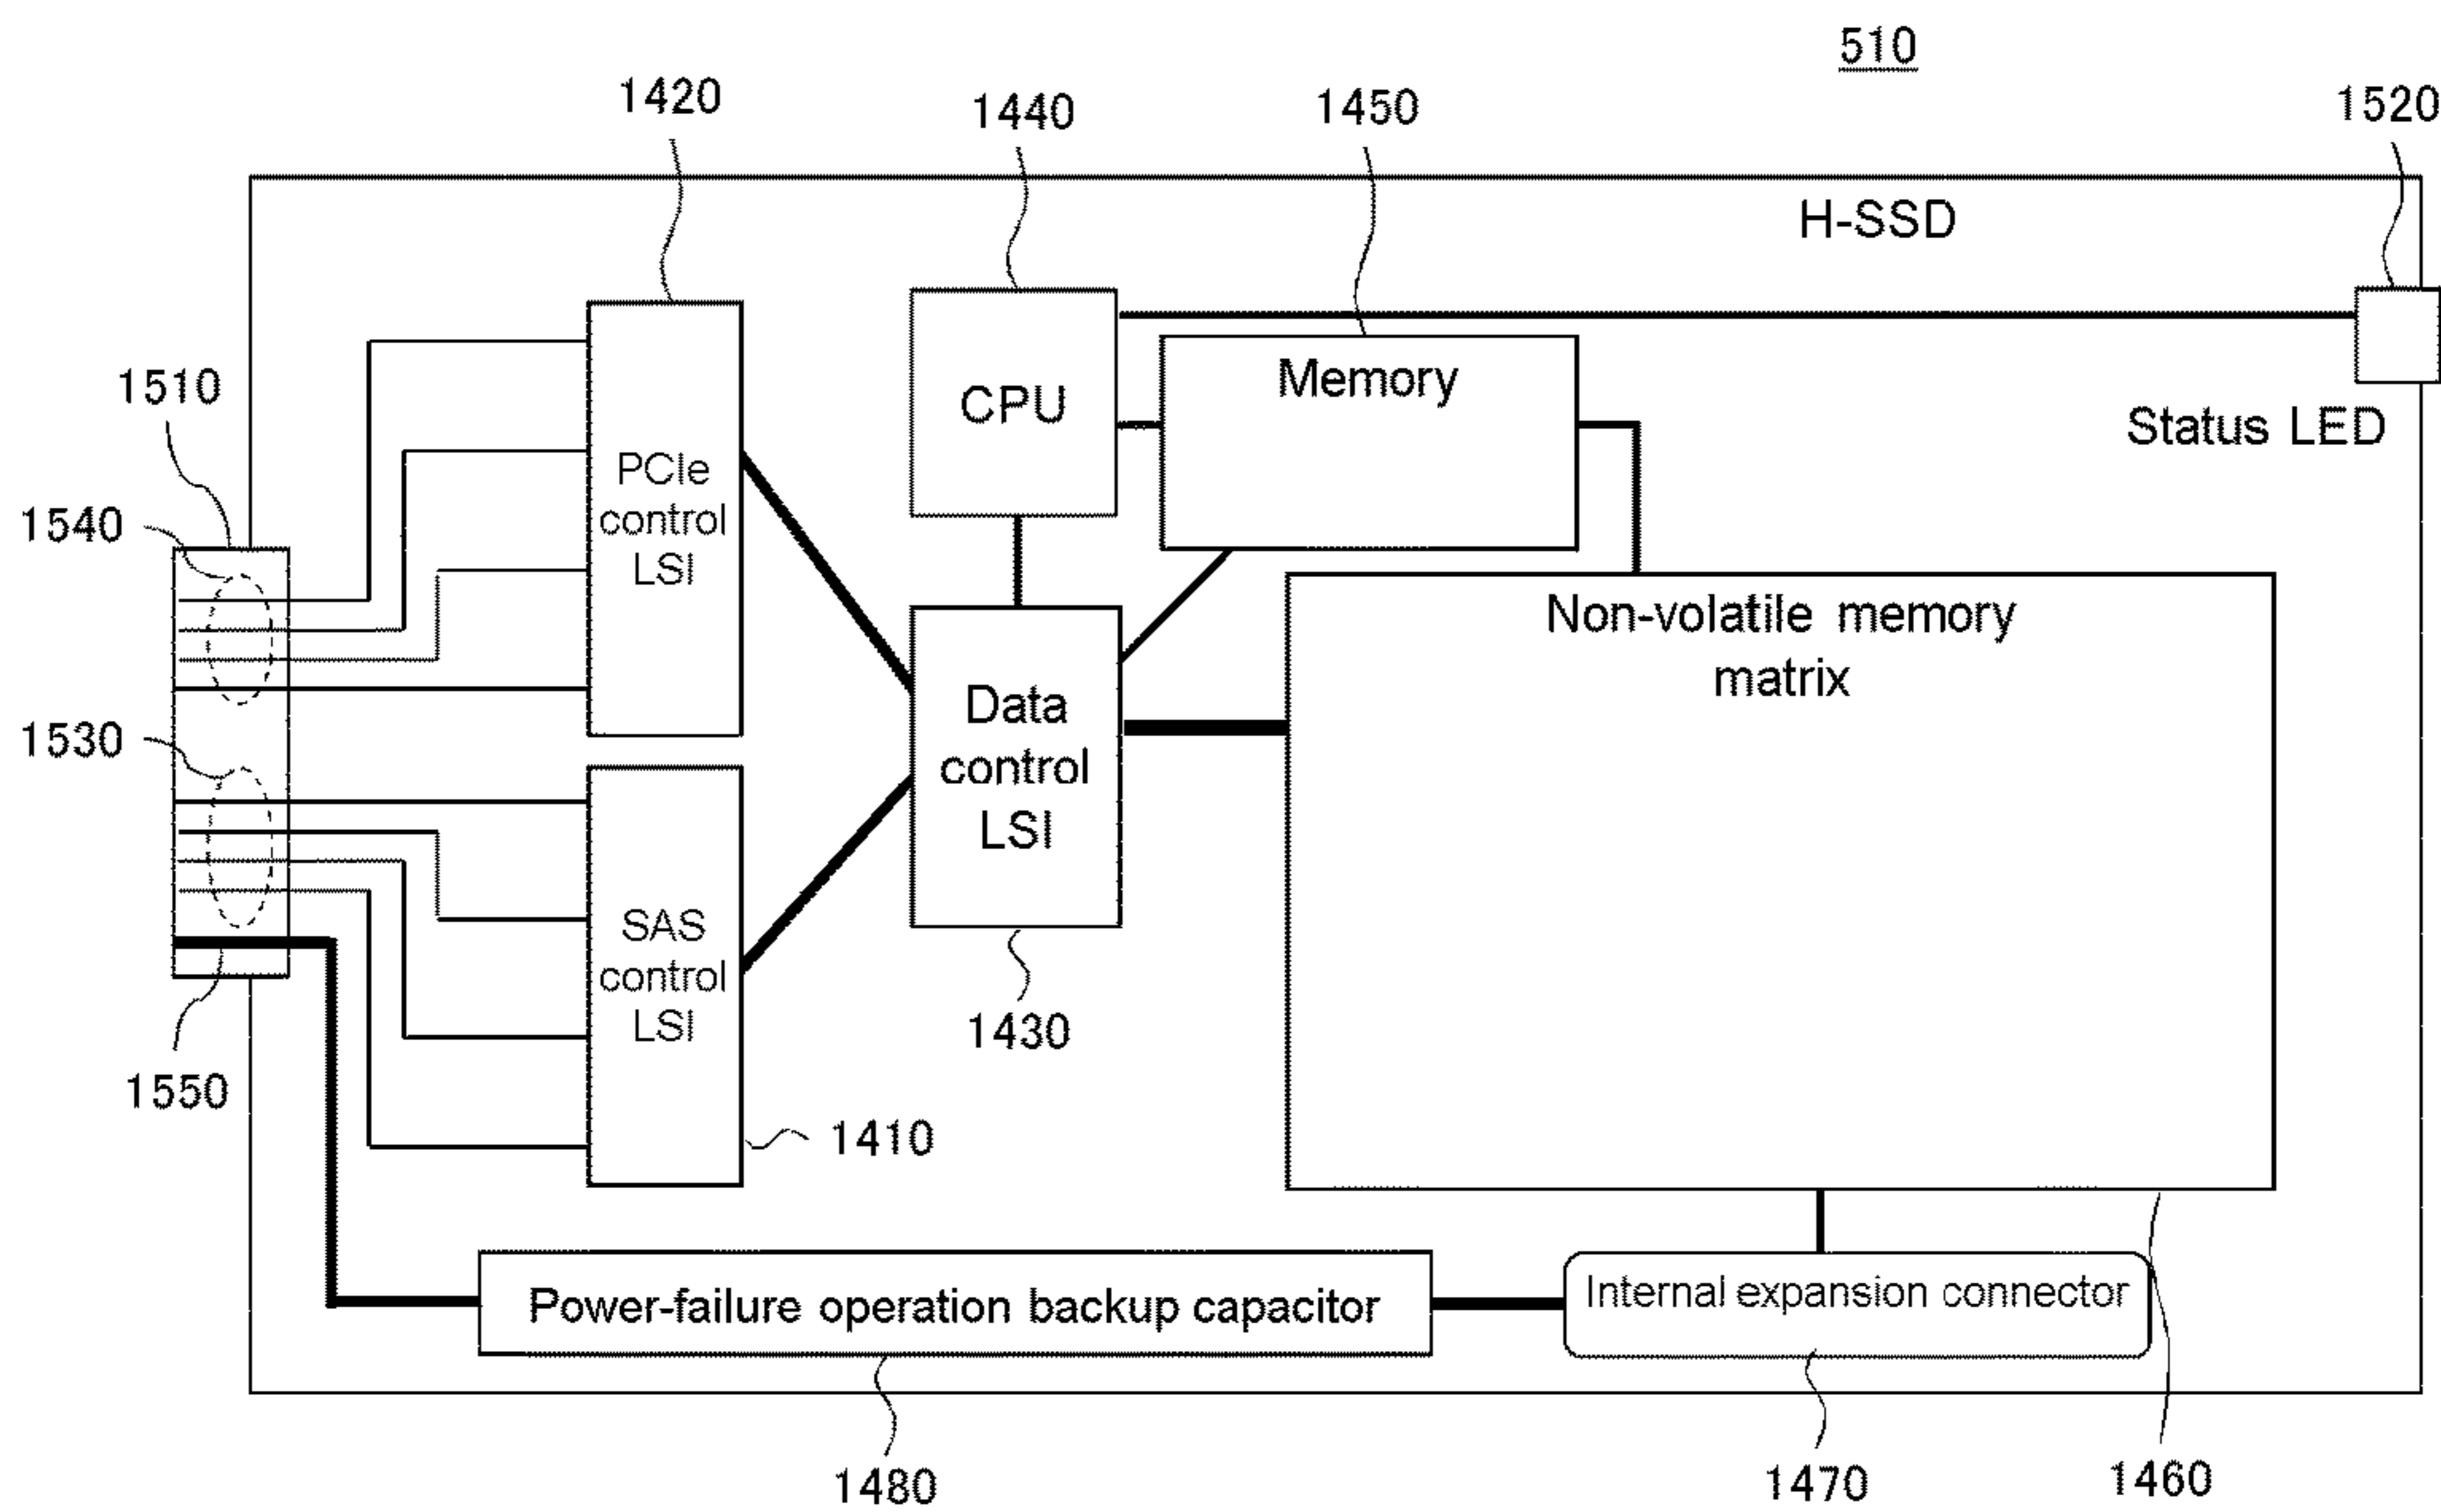 510
1420
1440
1450
1520
H-SSD
1510
CPU
Memory
Status LED
PCIe
control
LSI
1540
Non-volatile memory
matrix
1530
Data
control
LSI
SAS
control
LSI
1430
1550
1410
Power-failure operation backup capacitor
Internal expansion connector
1480
1470
1460